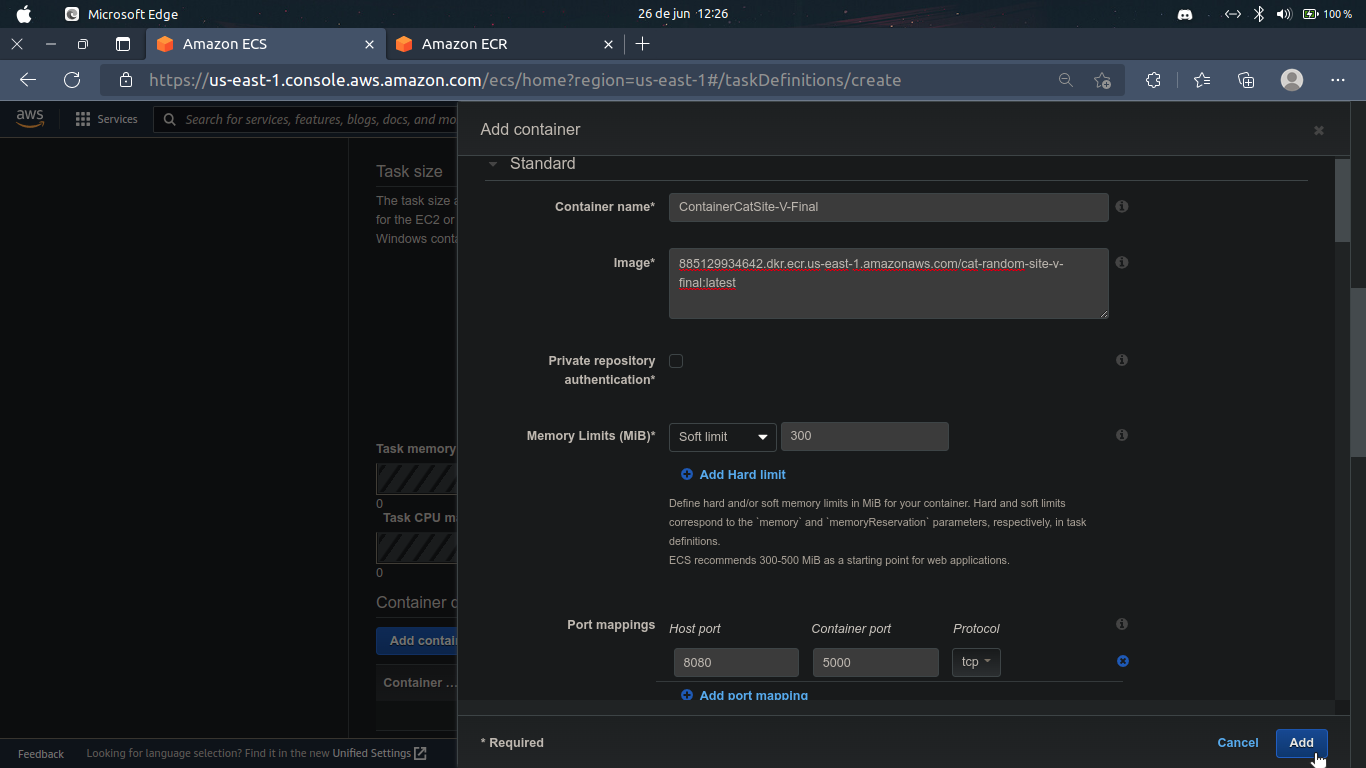 Microsoft Edge
26 de jun 12:26
100 %
Amazon ECS
Amazon ECR
https://us-east-1.console.aws.amazon.com/ecs/home?region=us-east-1#/taskDefinitions/create
aws
Services
Search for services, features, blogs, docs, and mo
Task size
The task size
for the EC2 or
Windows conta
Task memory
0
Task CPU m
0
Container d
Add contai
Container ...
Add container
Standard
Container name*
ContainerCatSite-V-Final
Image*
885129934642.dkr.ecr.us-east-1.amazonaws.com/cat-random-site-v-
final:latest
Private repository
authentication*
Memory Limits (MiB)*
Soft limit
300
Add Hard limit
Define hard and/or soft memory limits in MiB for your container. Hard and soft limits
correspond to the `memory` and `memoryReservation` parameters, respectively, in task
definitions.
ECS recommends 300-500 MiB as a starting point for web applications.
Port mappings
Host port
Container port
Protocol
8080
5000
tcp
Add port mapping
* Required
Cancel
Add
Feedback
Looking for language selection? Find it in the new Unified Settings